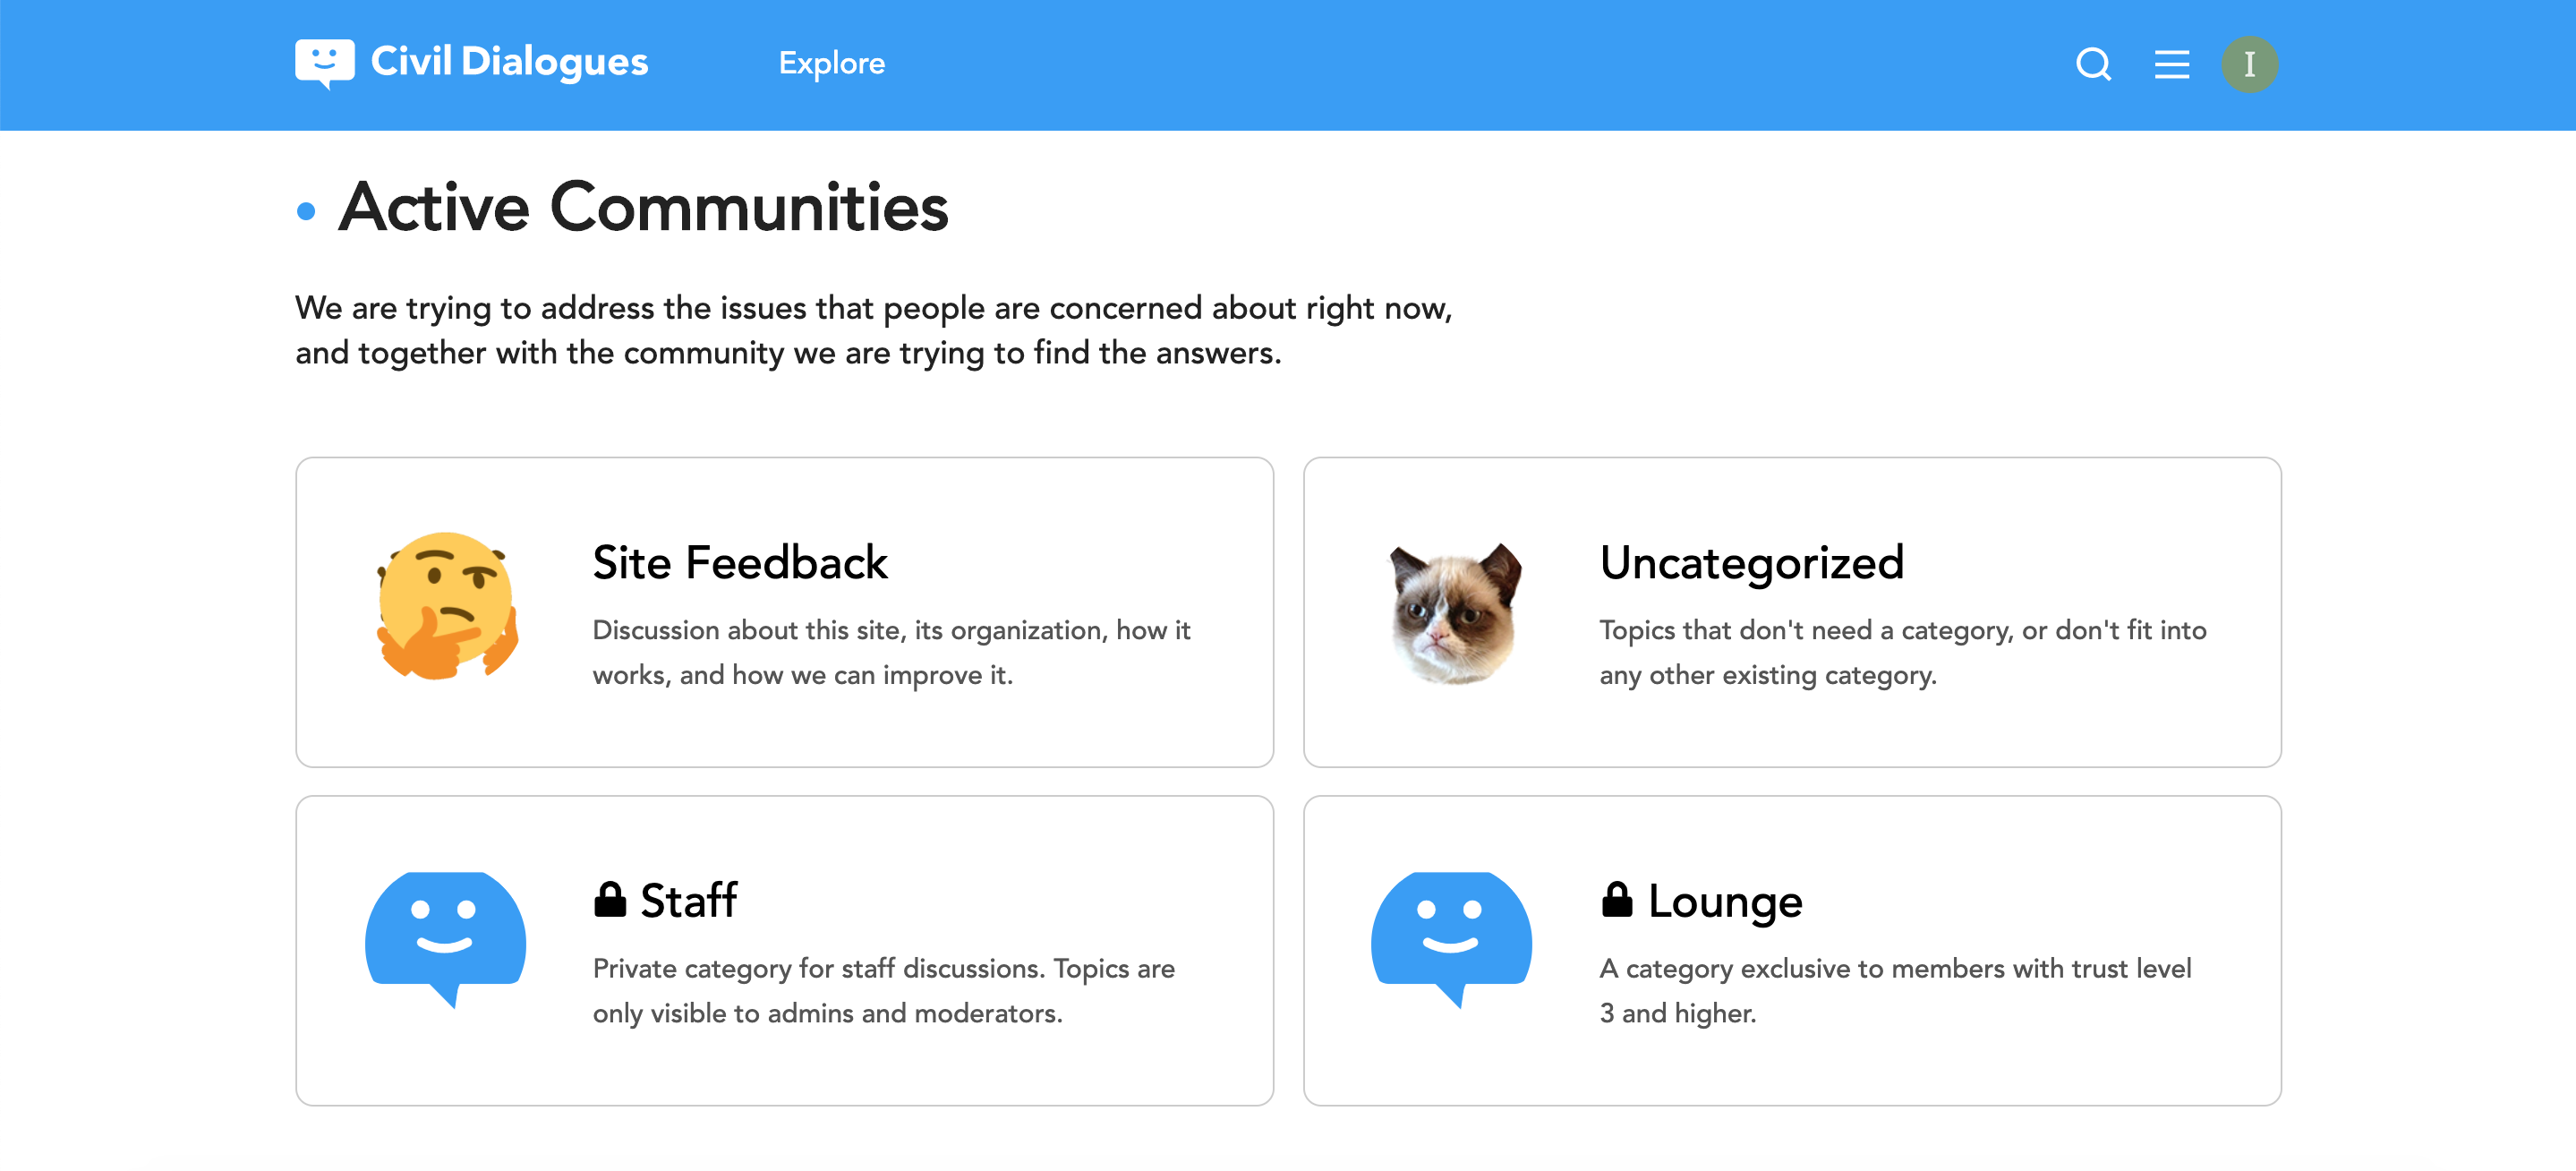 Civil Dialogues
Explore
I
Active Communities
We are trying to address the issues that people are concerned about right now,
and together with the community we are trying to find the answers.
Site Feedback
Discussion about this site, its organization, how it
works, and how we can improve it.
Uncategorized
Topics that don't need a category, or don't fit into
any other existing category.
Staff
Private category for staff discussions. Topics are
only visible to admins and moderators.
Lounge
A category exclusive to members with trust level
3 and higher.